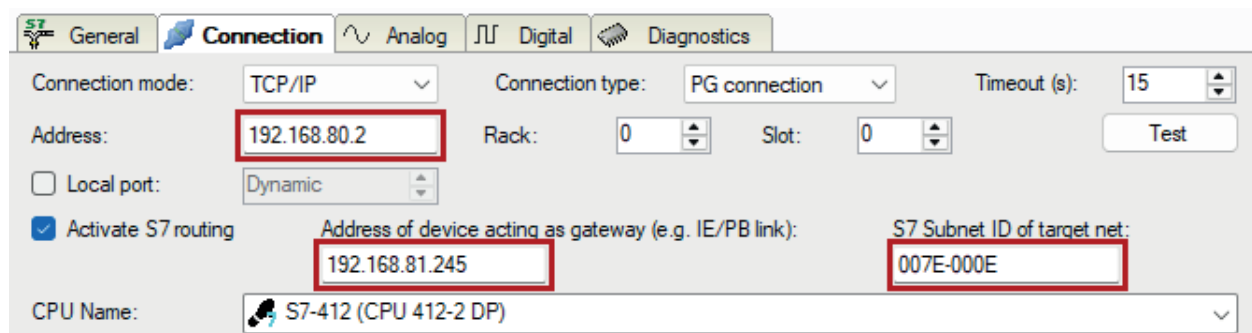 S7 General Connection Analog Digital Diagnostics
Connection mode: TCP/IP Connection type: PG connection Timeout (s): 15
Address: 192.168.80.2 Rack: 0 Slot: 0 Test
Local port: Dynamic
Activate S7 routing Address of device acting as gateway (e.g. IE/PB link): S7 Subnet ID of target net:
192.168.81.245 007E-000E
CPU Name: S7-412 (CPU 412-2 DP)